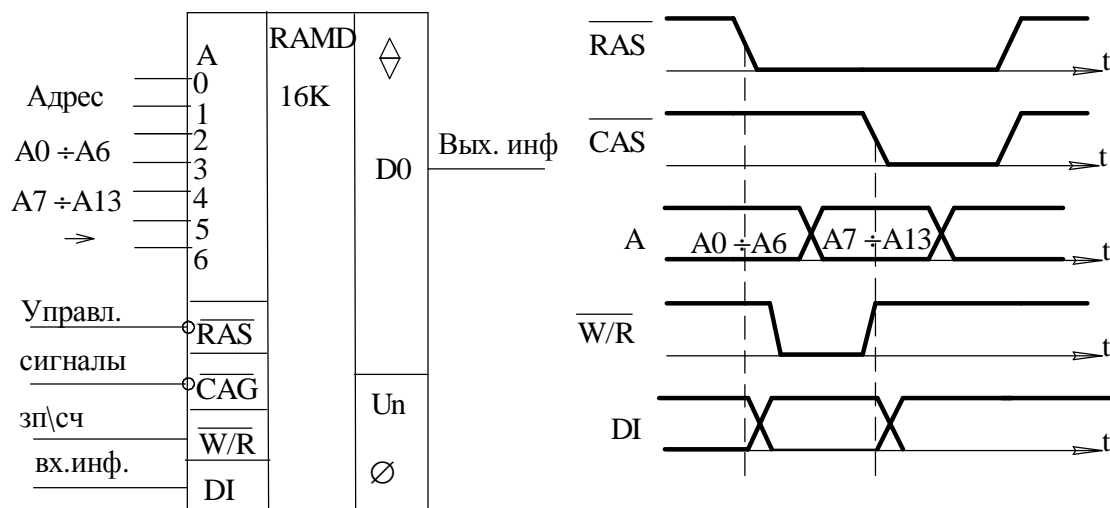 Адрес
A0 ÷A6
A7 ÷A13
Управл.
сигналы
зп\сч
вх.инф.
A
0
1
2
3
4
5
6
RAS
CAG
W/R
DI
RAMD
16K
D0
Un
Вых. инф
RAS
t
CAS
t
A
A0 ÷A6
A7 ÷A13
t
W/R
t
DI
t